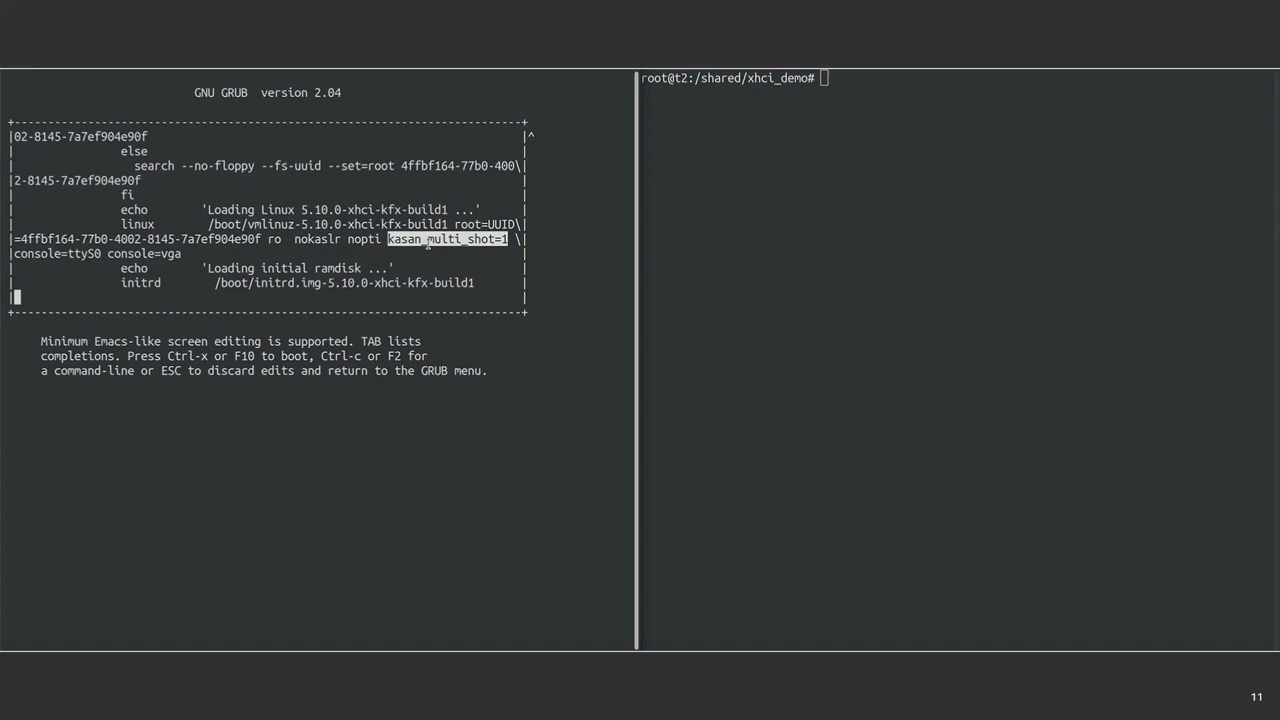 GNU GRUB  version 2.04
+----------------------------------------------------------------------------+
|02-8145-7a7ef904e90f |^
| else |
| search --no-floppy --fs-uuid --set=root 4ffbf164-77b0-400\|
|2-8145-7a7ef904e90f |
| fi |
| echo 'Loading Linux 5.10.0-xhci-kfx-build1 ...' |
| linux /boot/vmlinuz-5.10.0-xhci-kfx-build1 root=UUID\|
|=4ffbf164-77b0-4002-8145-7a7ef904e90f ro  nokaslr nopti kasan_multi_shot=1 \|
|console=ttyS0 console=vga |
| echo 'Loading initial ramdisk ...' |
| initrd /boot/initrd.img-5.10.0-xhci-kfx-build1 |
| |
+----------------------------------------------------------------------------+
Minimum Emacs-like screen editing is supported. TAB lists
completions. Press Ctrl-x or F10 to boot, Ctrl-c or F2 for
a command-line or ESC to discard edits and return to the GRUB menu.
root@t2:/shared/xhci_demo#
11